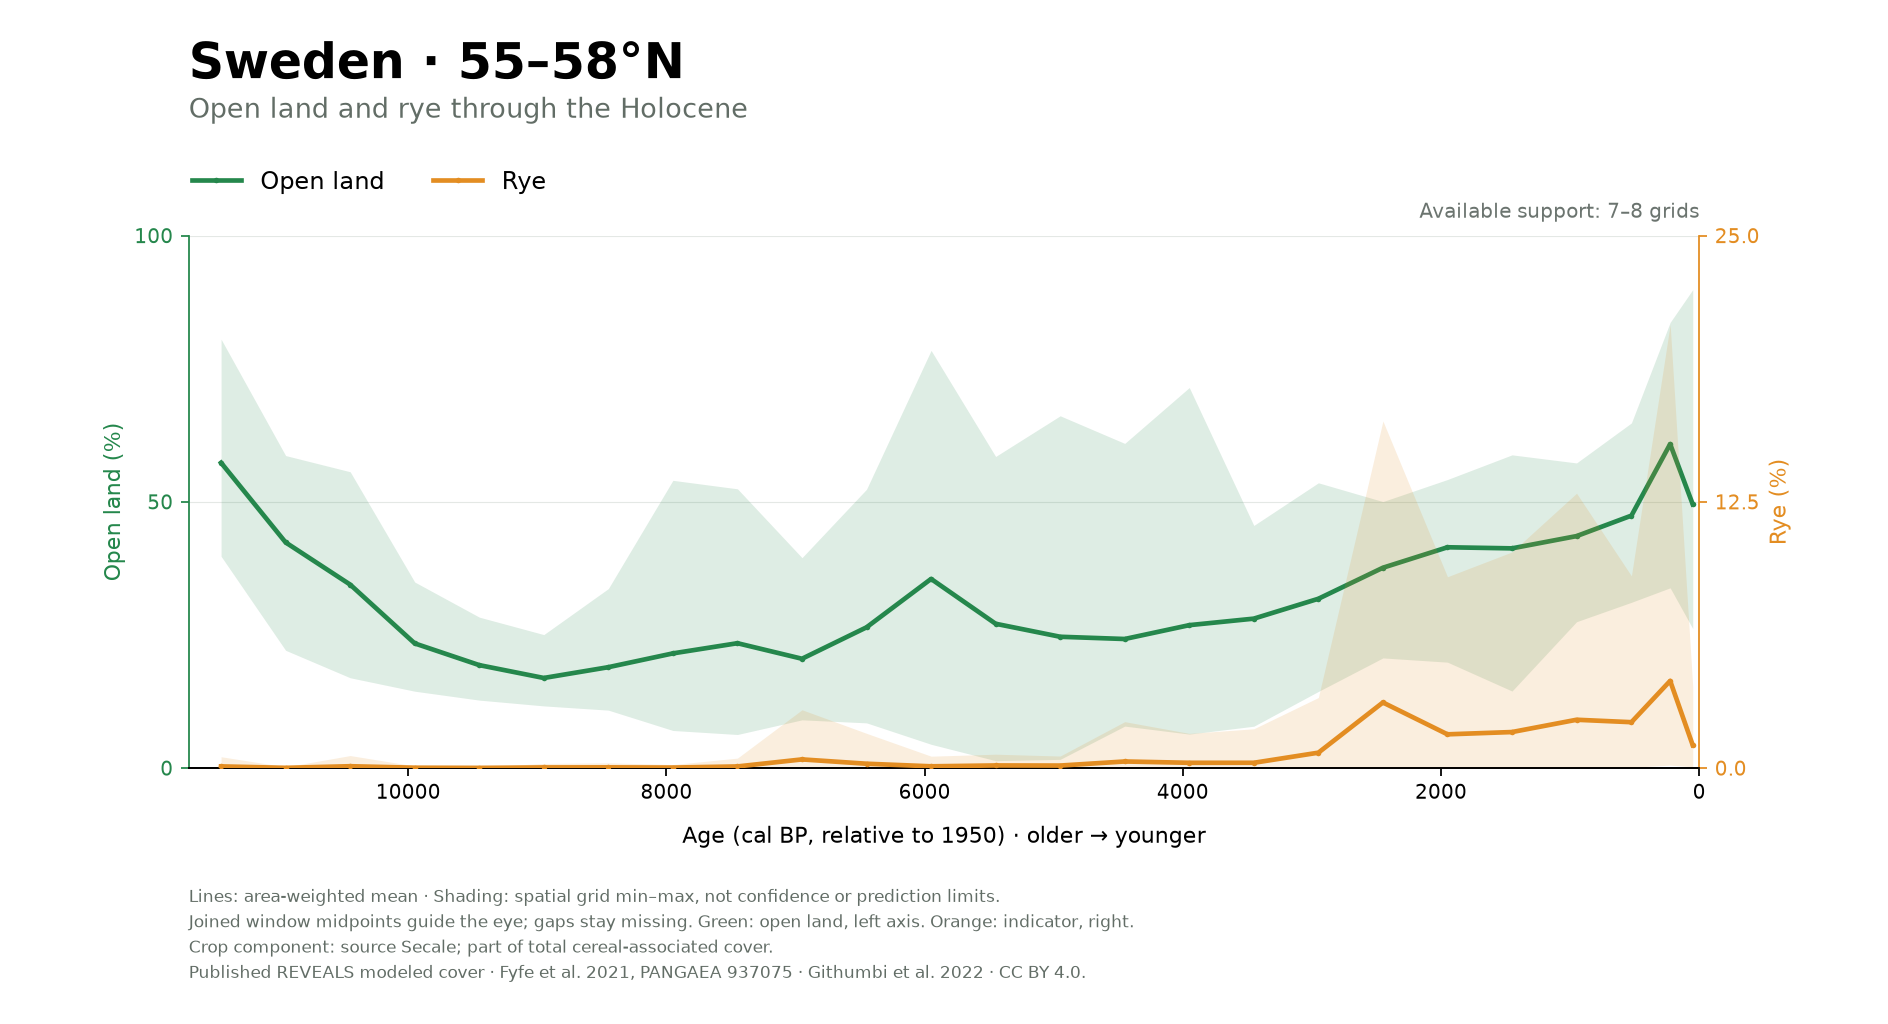 Sweden · 55–58°N
Open land and rye through the Holocene
Open land
Rye
Available support: 7–8 grids
100
50
0
Open land (%)
25.0
12.5
0.0
Rye (%)
10000
8000
6000
4000
2000
0
Age (cal BP, relative to 1950) · older → younger
Lines: area-weighted mean · Shading: spatial grid min–max, not confidence or prediction limits.
Joined window midpoints guide the eye; gaps stay missing. Green: open land, left axis. Orange: indicator, right.
Crop component: source Secale; part of total cereal-associated cover.
Published REVEALS modeled cover · Fyfe et al. 2021, PANGAEA 937075 · Githumbi et al. 2022 · CC BY 4.0.